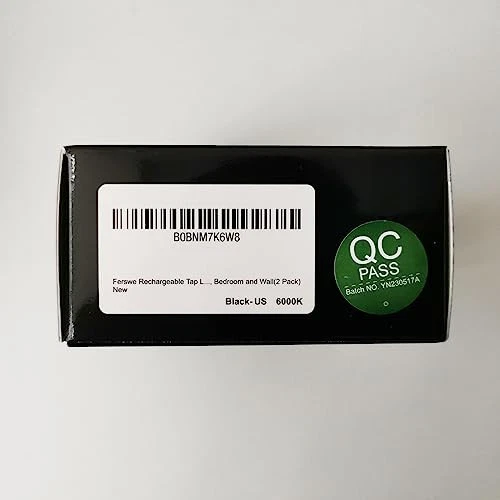 B0BNM7K6W8
Ferswe Rechargeable Tap L..., Bedroom and Wall(2 Pack)
New
Black- US 6000K
QC
PASS
Batch NO. YN230517A